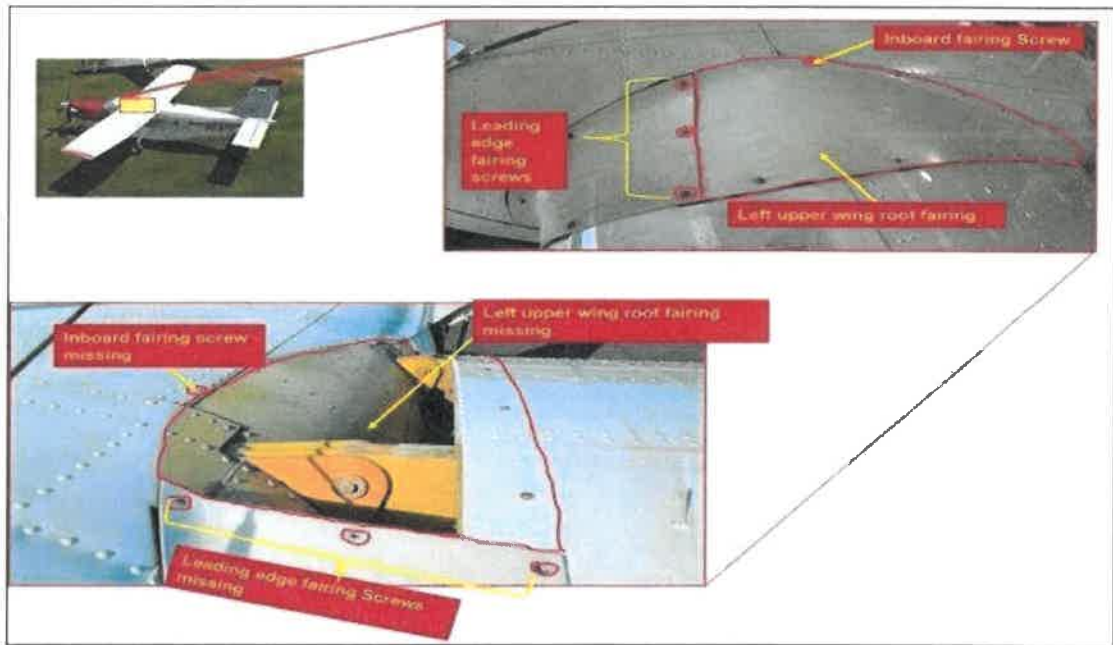 Inboard fairing Screw
Leading
edge
fairing
screws
Left upper wing root fairing
Left upper wing root fairing
missing
Inboard fairing screw
missing
Leading edge fairing Screws
missing